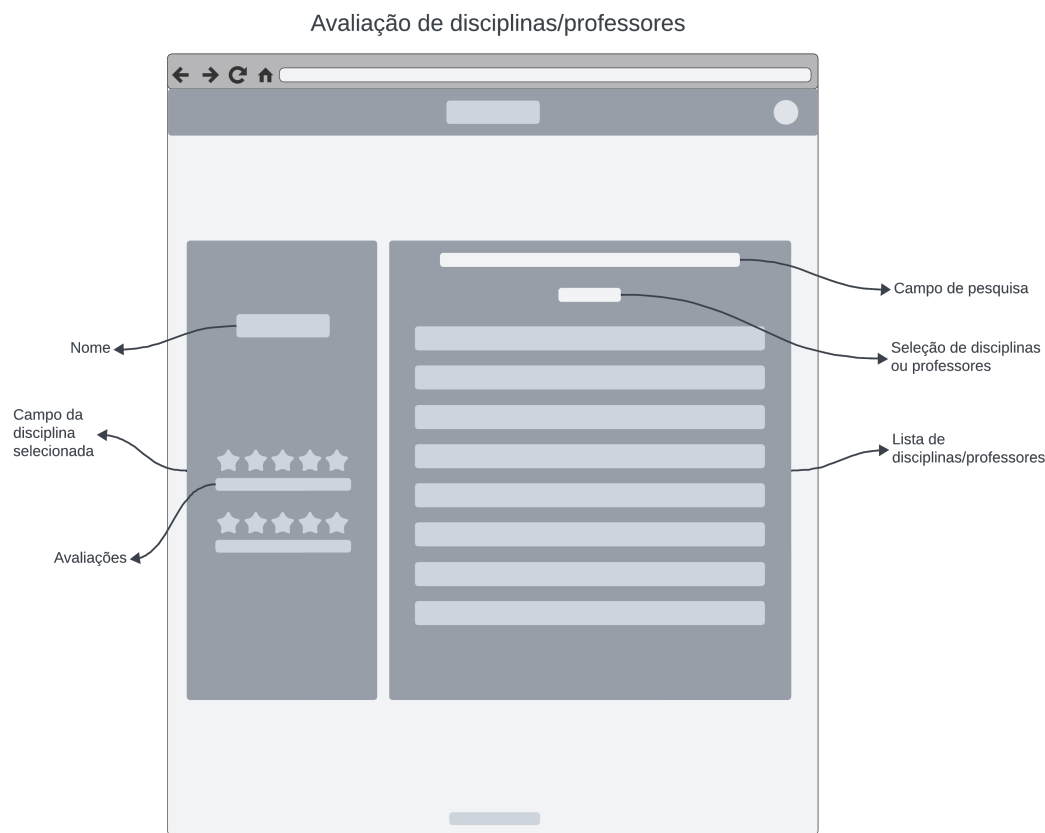 Avaliação de disciplinas/professores
Campo de pesquisa
Nome
Seleção de disciplinas
ou professores
Campo da
disciplina
selecionada
Lista de
disciplinas/professores
Avaliações